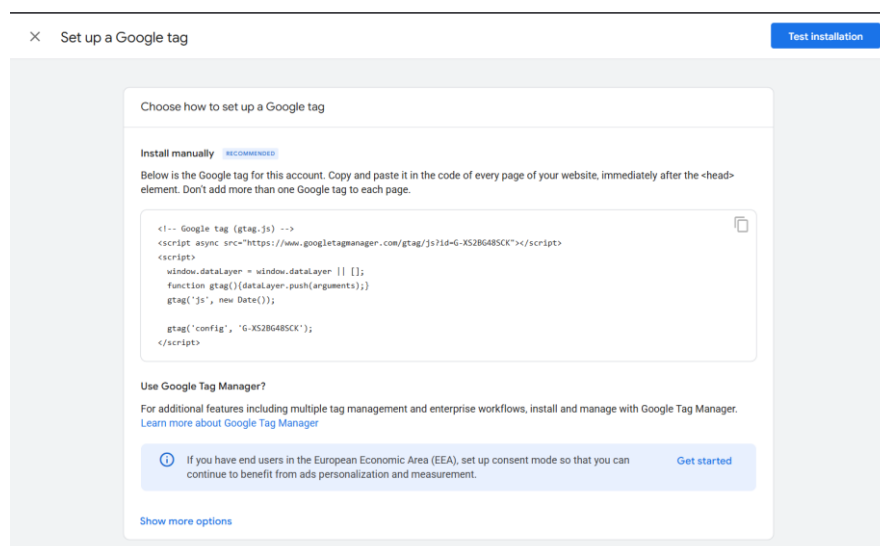 Set up a Google tag
Test installation
Choose how to set up a Google tag
Install manually RECOMMENDED
Below is the Google tag for this account. Copy and paste it in the code of every page of your website, immediately after the <head>
element. Don't add more than one Google tag to each page.
<!-- Google tag (gtag.js) -->
<script async src="https://www.googletagmanager.com/gtag/js?id=G-XS2BG48SCK"></script>
<script>
window.dataLayer = window.dataLayer || [];
function gtag(){dataLayer.push(arguments);}
gtag('js', new Date());
gtag('config', 'G-XS2BG48SCK');
</script>
Use Google Tag Manager?
For additional features including multiple tag management and enterprise workflows, install and manage with Google Tag Manager.
Learn more about Google Tag Manager
If you have end users in the European Economic Area (EEA), set up consent mode so that you can
continue to benefit from ads personalization and measurement.
Get started
Show more options